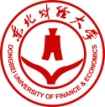 东北财经大学
DONGBEI UNIVERSITY OF FINANCE & ECONOMICS